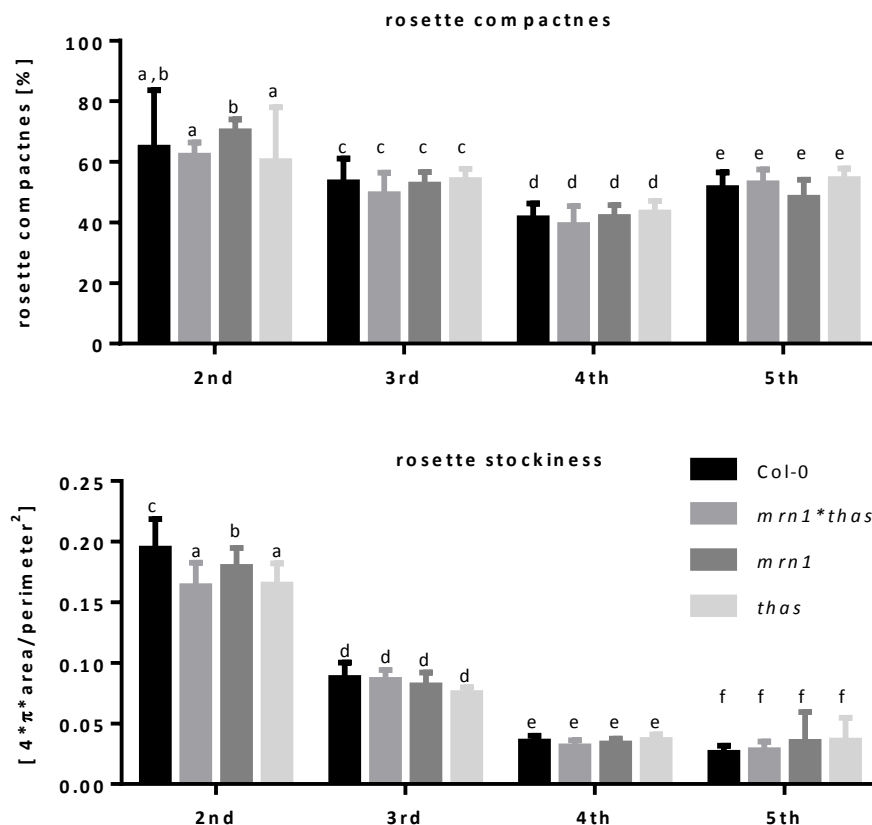 rosette compactnes
rosette compactnes [%]
100
80
60
40
20
0
a,b a b a
c c c c
d d d d
e e e e
2nd 3rd 4th 5th
rosette stockiness
[4*π*area/perimeter²]
0.25
0.20
0.15
0.10
0.05
0.00
c a b a
d d d d
e e e e
f f f f
2nd 3rd 4th 5th
Col-0
mrn1*thas
mrn1
thas